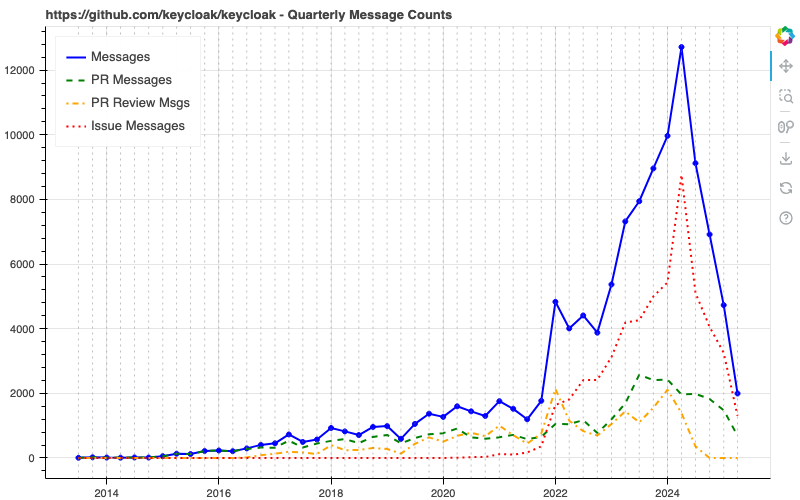 https://github.com/keycloak/keycloak - Quarterly Message Counts
Messages
PR Messages
PR Review Msgs
Issue Messages
12000
10000
8000
6000
4000
2000
0
2014 2016 2018 2020 2022 2024